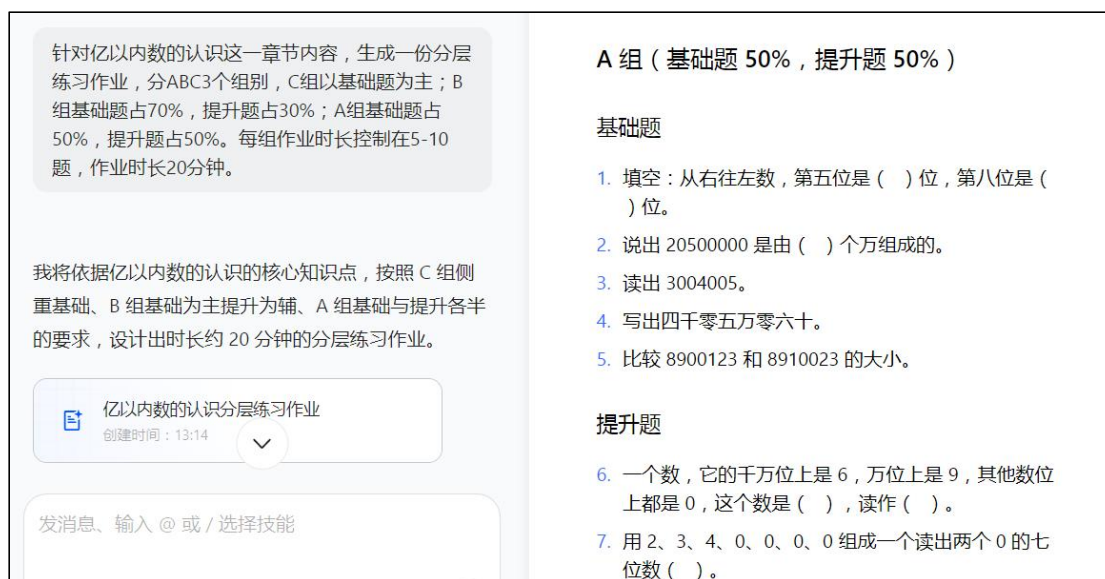 针对亿以内数的认识这一章节内容，生成一份分层
练习作业，分ABC3个组别，C组以基础题为主；B
组基础题占70%，提升题占30%；A组基础题占
50%，提升题占50%。每组作业时长控制在5-10
题，作业时长20分钟。
我将依据亿以内数的认识的核心知识点，按照 C 组侧
重基础、B 组基础为主提升为辅、A 组基础与提升各半
的要求，设计出时长约 20 分钟的分层练习作业。
亿以内数的认识分层练习作业
创建时间：13:14
发消息、输入 @ 或 / 选择技能
A 组（基础题 50%，提升题 50%）
基础题
1. 填空：从右往左数，第五位是（ ）位，第八位是（
）位。
2. 说出 20500000 是由（ ）个万组成的。
3. 读出 3004005。
4. 写出四千零五万零六十。
5. 比较 8900123 和 8910023 的大小。
提升题
6. 一个数，它的千万位上是 6，万位上是 9，其他数位
上都是 0，这个数是（ ），读作（ ）。
7. 用 2、3、4、0、0、0、0 组成一个读出两个 0 的七
位数（ ）。